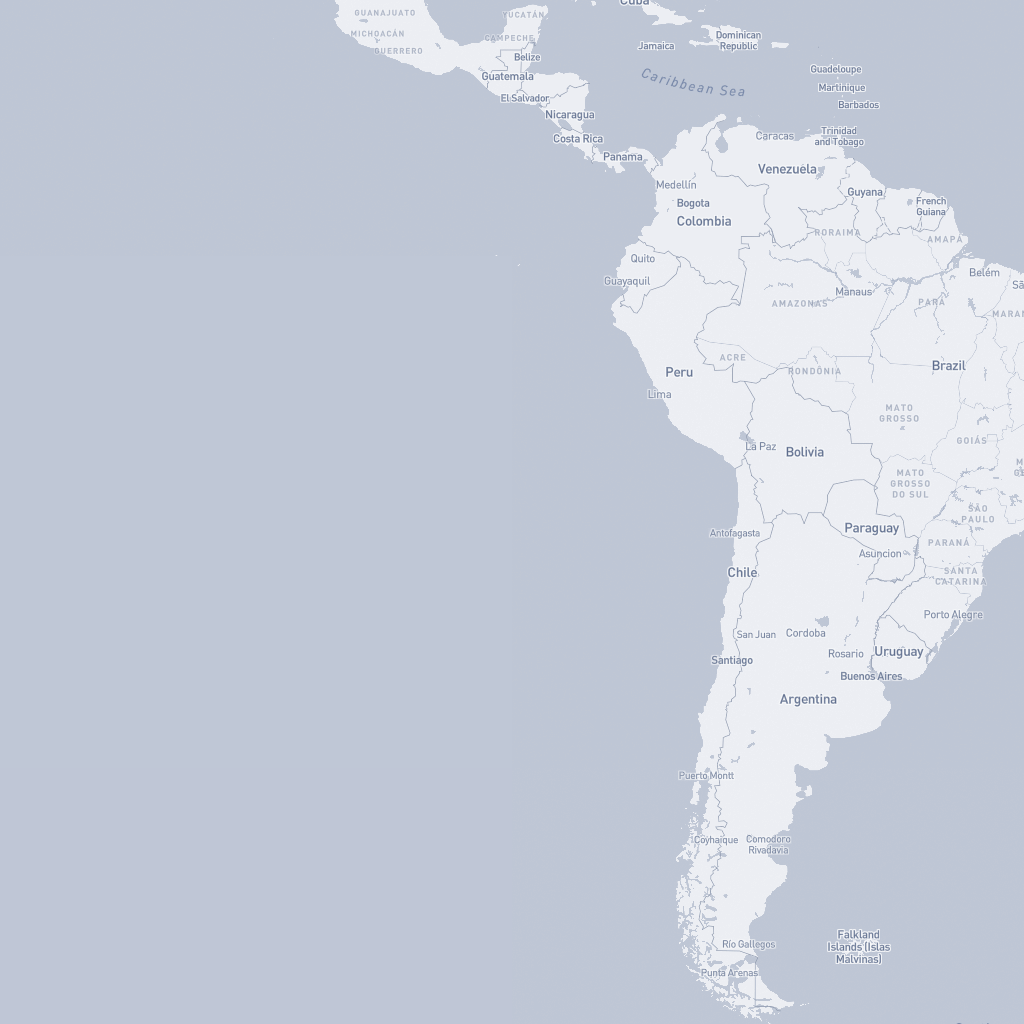 Cuba
GUANAJUATO
YUCATÁN
MICHOACÁN
CAMPECHE
Dominican
Republic
Jamaica
GUERRERO
Belize
Guadeloupe
Guatemala
Caribbean Sea
Martinique
El Salvador
Barbados
Nicaragua
Trinidad
and Tobago
Caracas
Costa Rica
Panama
Venezuela
Medellín
Guyana
Bogota
French
Guiana
Colombia
RORAIMA
AMAPÁ
Quito
Belém
Guayaquil
Manaus
AMAZONAS
PARÁ
ACRE
Brazil
Peru
RONDÔNIA
Lima
MATO
GROSSO
GOIÁS
La Paz
Bolivia
MATO
GROSSO
DO SUL
SÃO
PAULO
Antofagasta
Paraguay
PARANÁ
Asuncion
Chile
SANTA
CATARINA
Porto Alegre
San Juan
Cordoba
Rosario
Uruguay
Santiago
Buenos Aires
Argentina
Puerto Montt
Coyhaique
Comodoro
Rivadavia
Falkland
Islands (Islas
Malvinas)
Río Gallegos
Punta Arenas